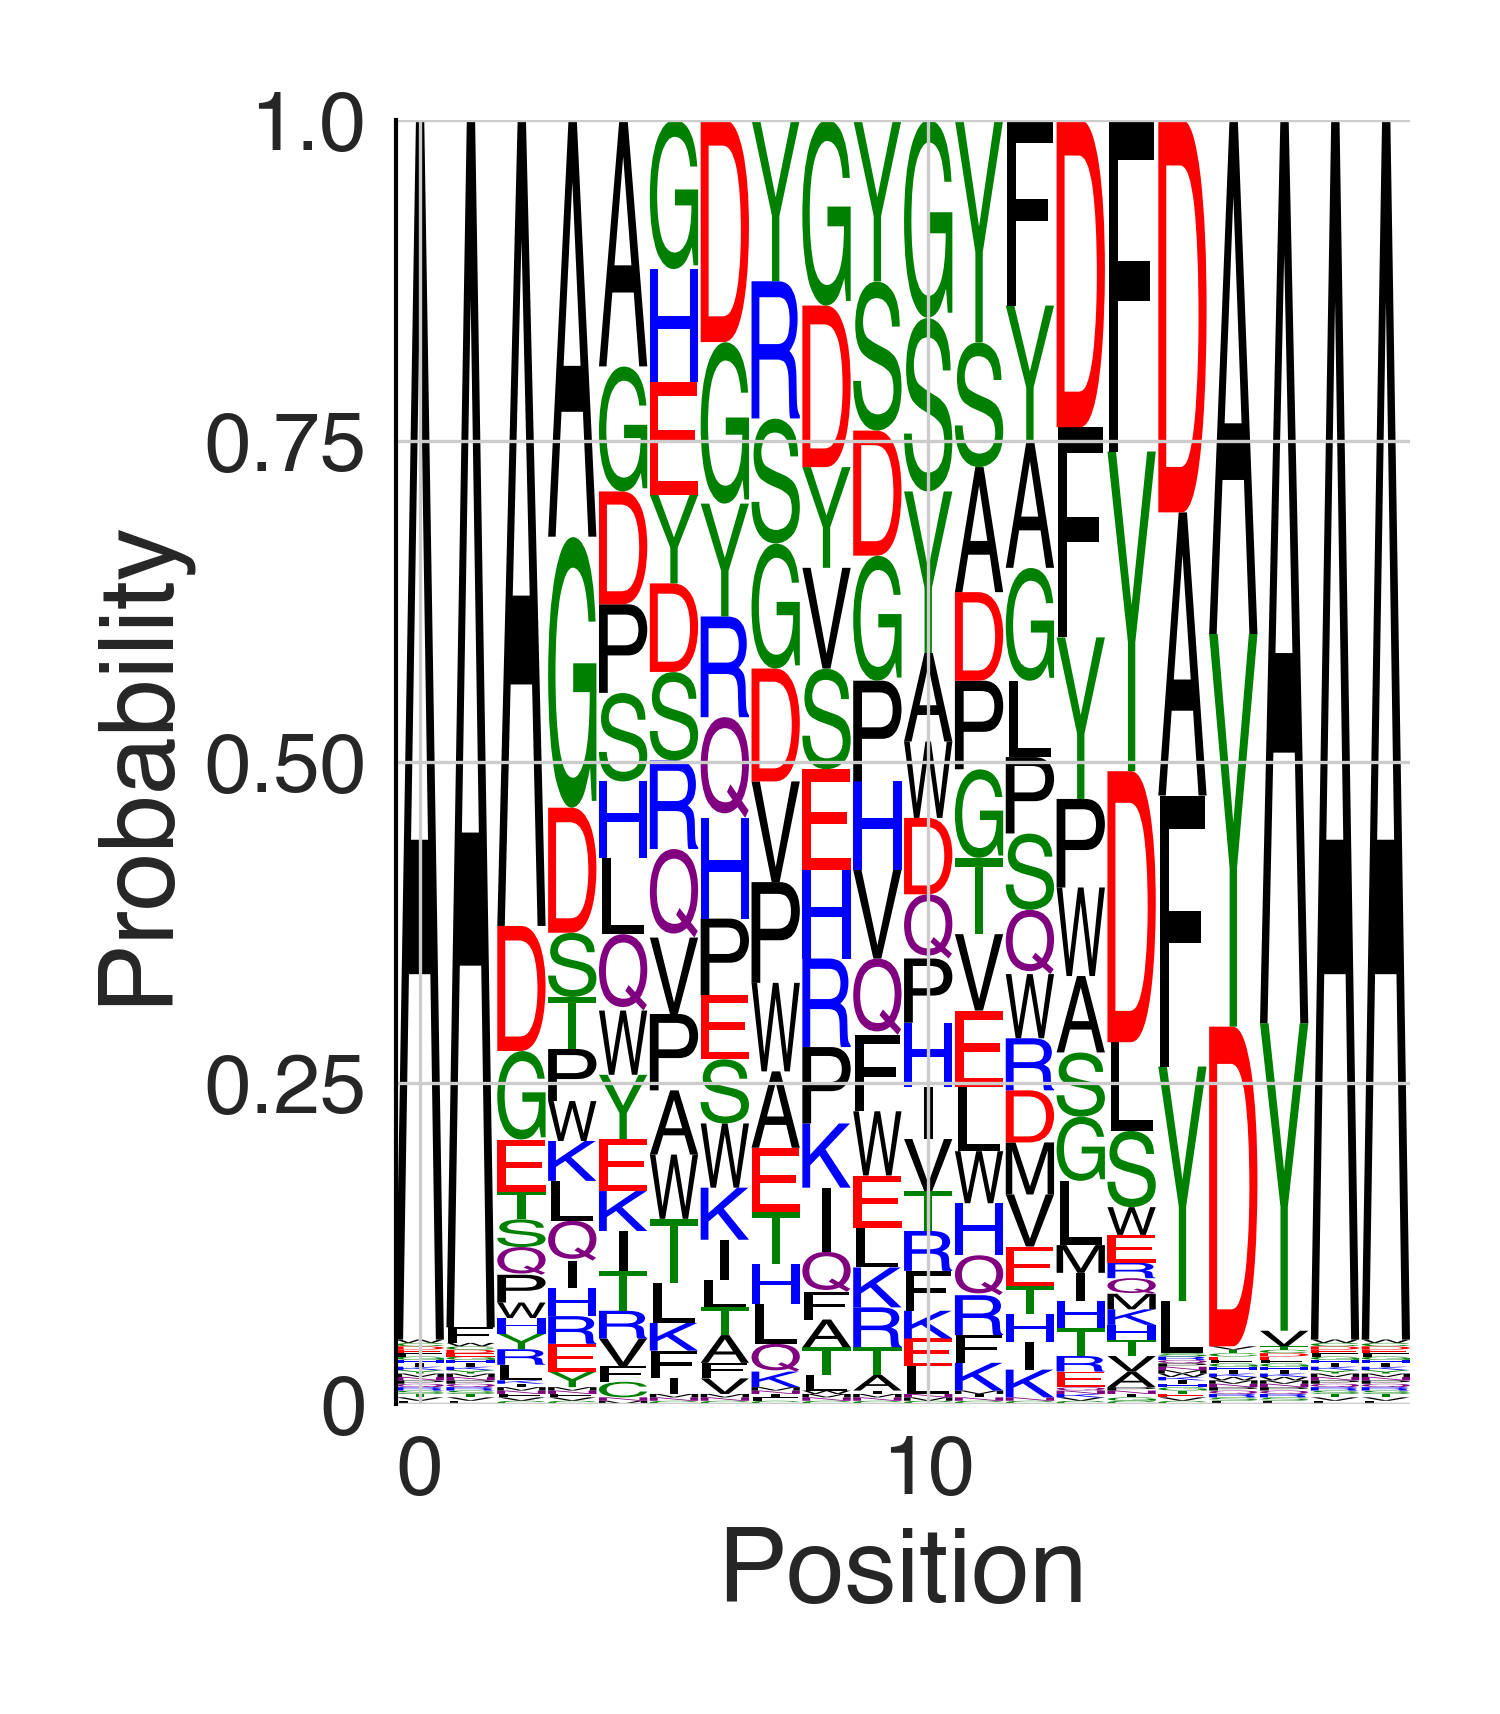 1.0
0.75
0.50
0.25
0
Probability
0
10
Position
A
A
A D G E T S Q P W H Y R L
A G D S T P W K L Q I H R E Y
A G D P S H L Q W Y E K I T R V F C
G H E Y D S R Q V P A W T L K F I
D G Y R Q H P E S W K I L T A F V
Y R S G D V P W A E T H L Q K
G D Y V S E H R P K I Q F A T L
Y S D G P H V Q F W E L K R T A
G S Y A W D Q P H I V T R F K E L
Y S A D P G T V E L W H Q R F K
F Y A G L P S Q W R D M V E T H I K
D F Y P W A S G L M I H T R E
F Y D L S W E R Q M K H T V A
D A F Y L
A Y D
A Y V
A
A